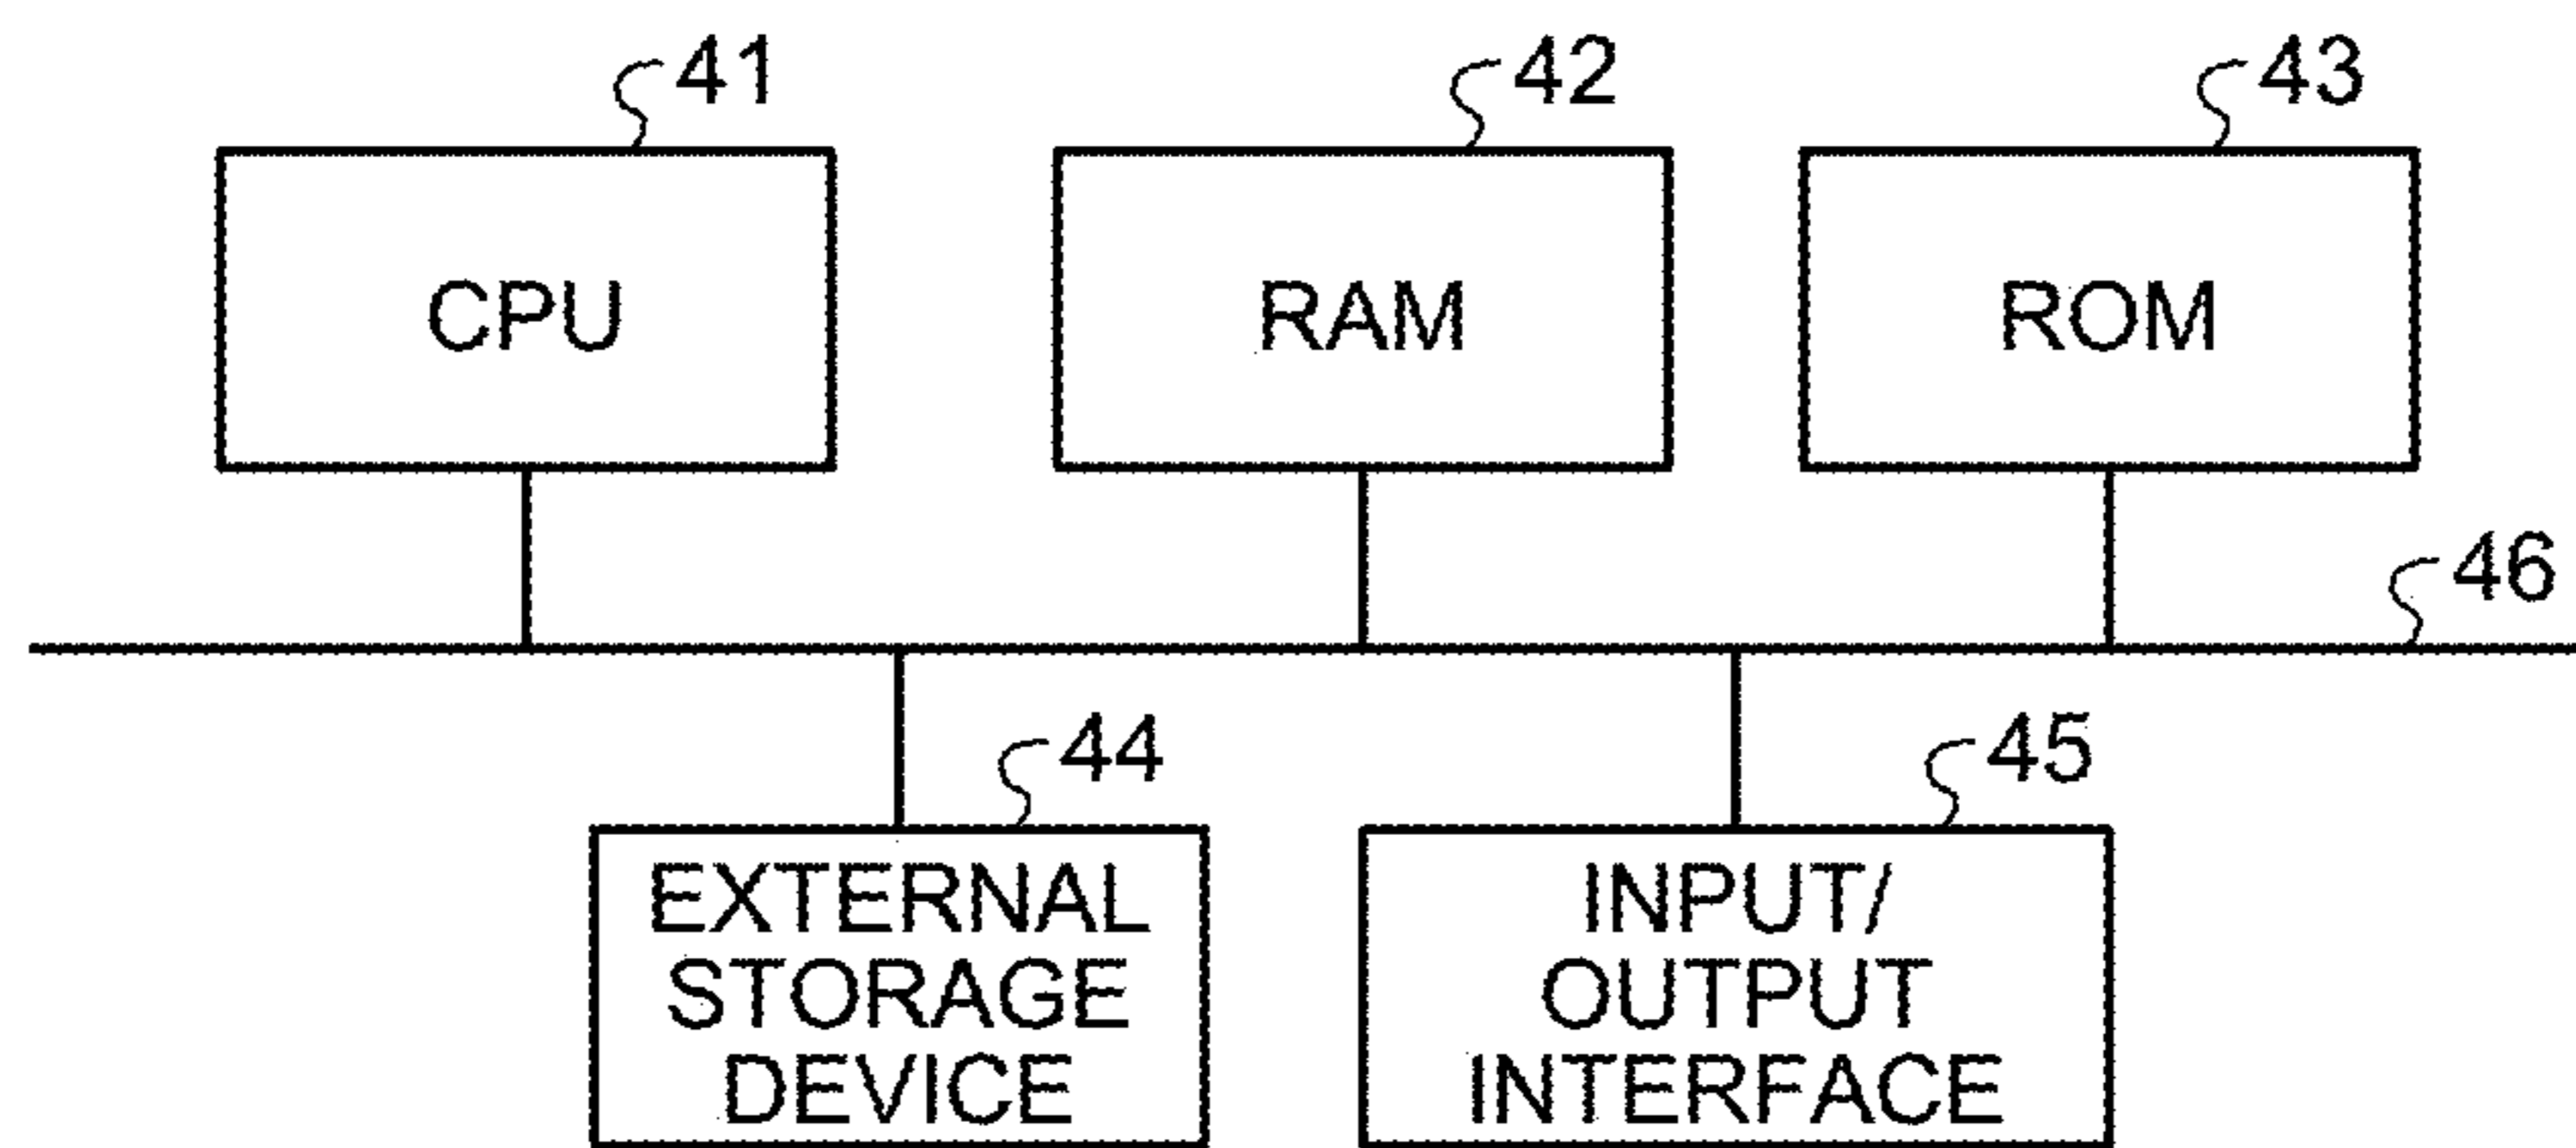 41
42
43
CPU
RAM
ROM
46
44
45
EXTERNAL
STORAGE
DEVICE
INPUT/
OUTPUT
INTERFACE